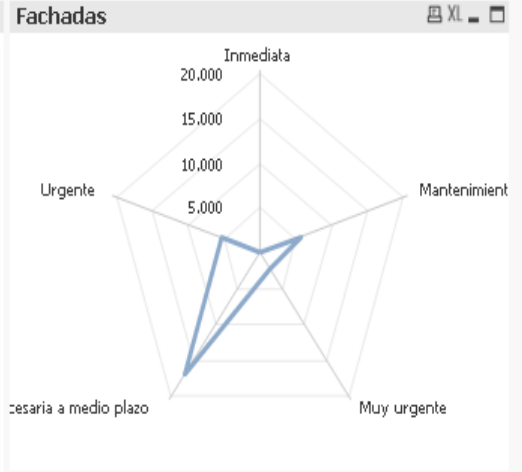 Fachadas
XL
Inmediata
20,000
15,000
10,000
5,000
Urgente
Mantenimient
cesaria a medio plazo
Muy urgente